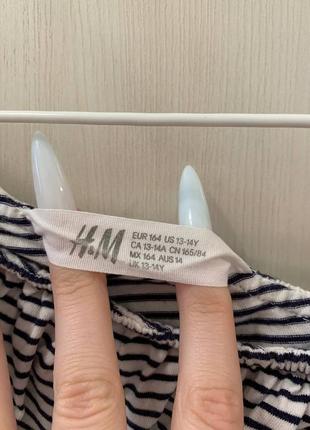 H&M
EUR 164 US 13-14Y
CA 13-14A CN 165/84
MX 164 AUS 14
UK 13-14Y